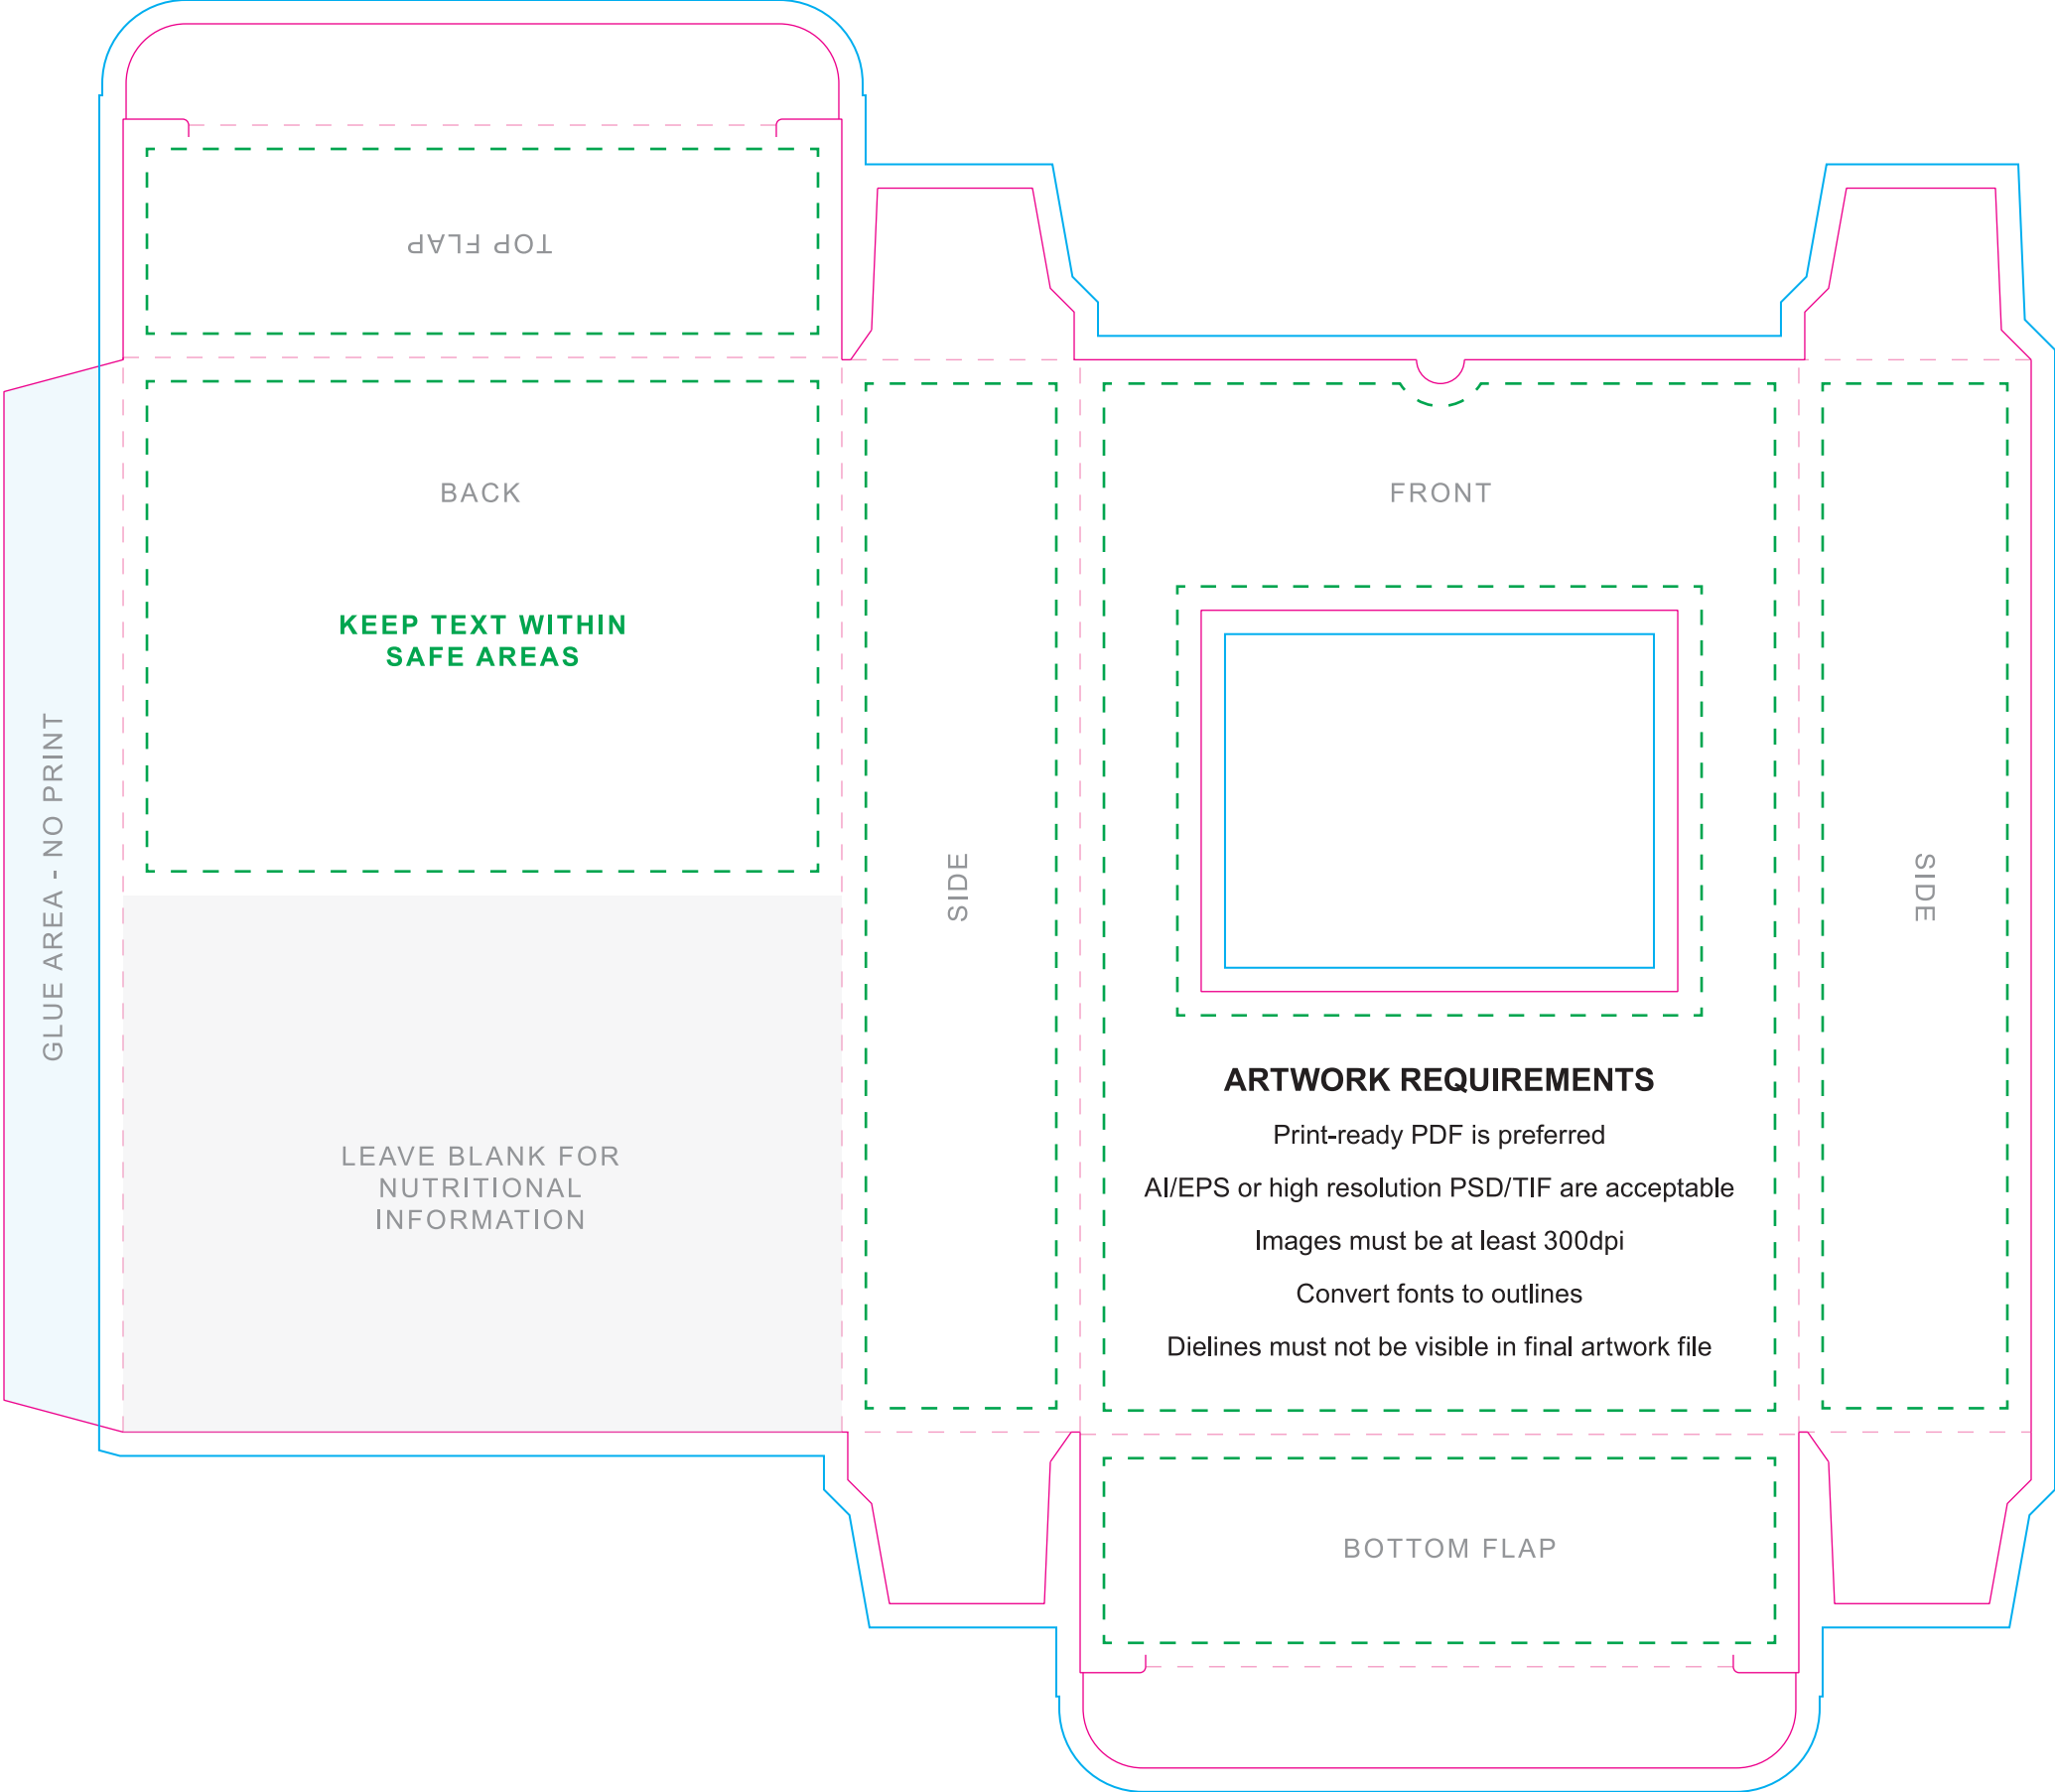 TOP FLAP
BACK
FRONT
KEEP TEXT WITHIN
SAFE AREAS
GLUE AREA - NO PRINT
SIDE
SIDE
ARTWORK REQUIREMENTS
Print-ready PDF is preferred
AI/EPS or high resolution PSD/TIF are acceptable
Images must be at least 300dpi
Convert fonts to outlines
Dielines must not be visible in final artwork file
LEAVE BLANK FOR
NUTRITIONAL
INFORMATION
BOTTOM FLAP